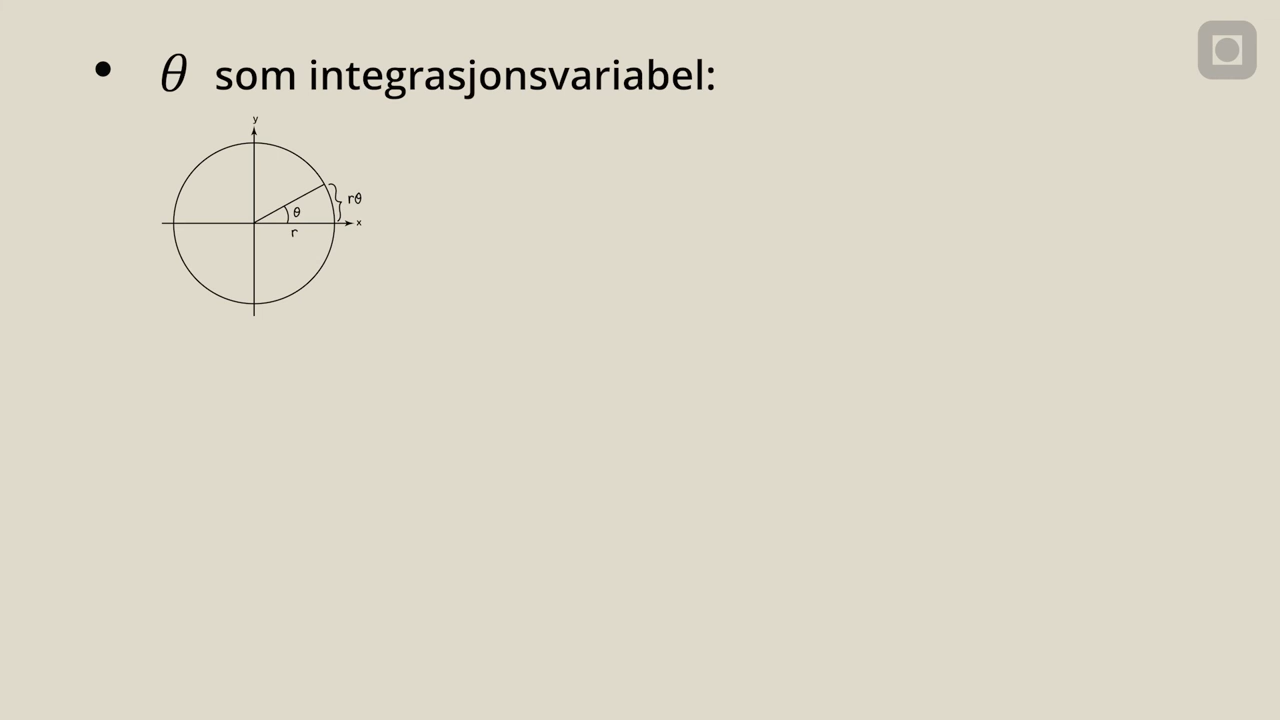 • θ som integrasjonsvariabel:
y
rθ
θ
x
r